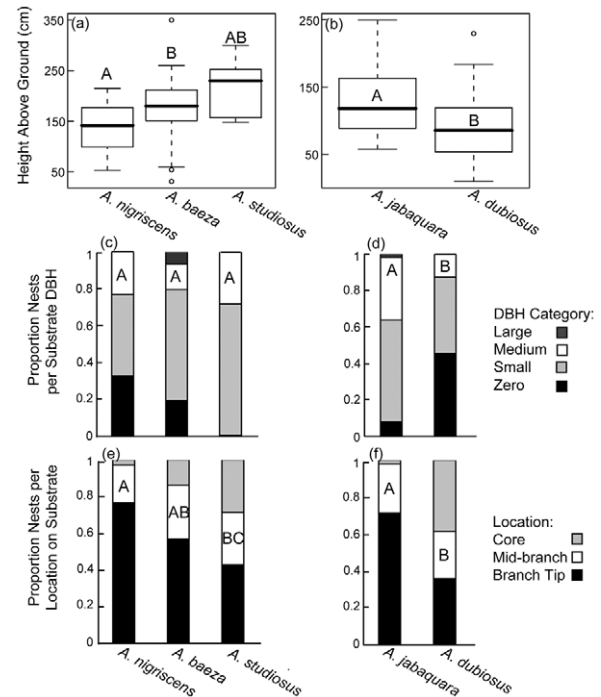 (a)
(b)
Height Above Ground (cm)
350
250
150
50
A
B
AB
150
50
250
A
B
A. nigriscens
A. baeza
A. studiosus
A. jabaquara
A. dubiosus
(c)
(d)
Proportion Nests
per Substrate DBH
1
0.8
0.6
0.4
0.2
0
A
A
A
1
0.8
0.6
0.4
0.2
0
A
B
DBH Category:
Large
Medium
Small
Zero
(e)
(f)
Proportion Nests per
Location on Substrate
1
0.8
0.6
0.4
0.2
0
A
AB
BC
1
0.8
0.6
0.4
0.2
0
A
B
Location:
Core
Mid-branch
Branch Tip
A. nigriscens
A. baeza
A. studiosus
A. jabaquara
A. dubiosus